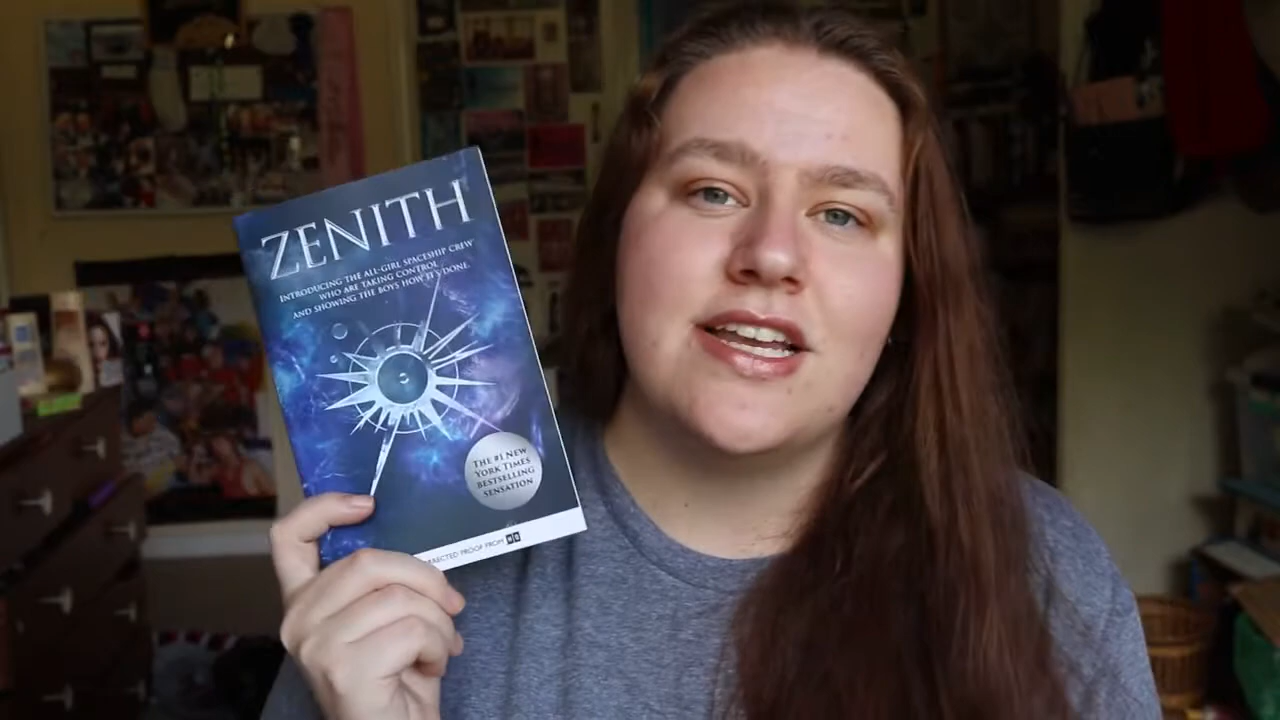 ZENITH
INTRODUCING THE ALL-GIRL SPACESHIP CREW
WHO ARE TAKING CONTROL
AND SHOWING THE BOYS HOW IT'S DONE.
THE #1 NEW
YORK TIMES
BESTSELLING
SENSATION
PROOF FROM HQ